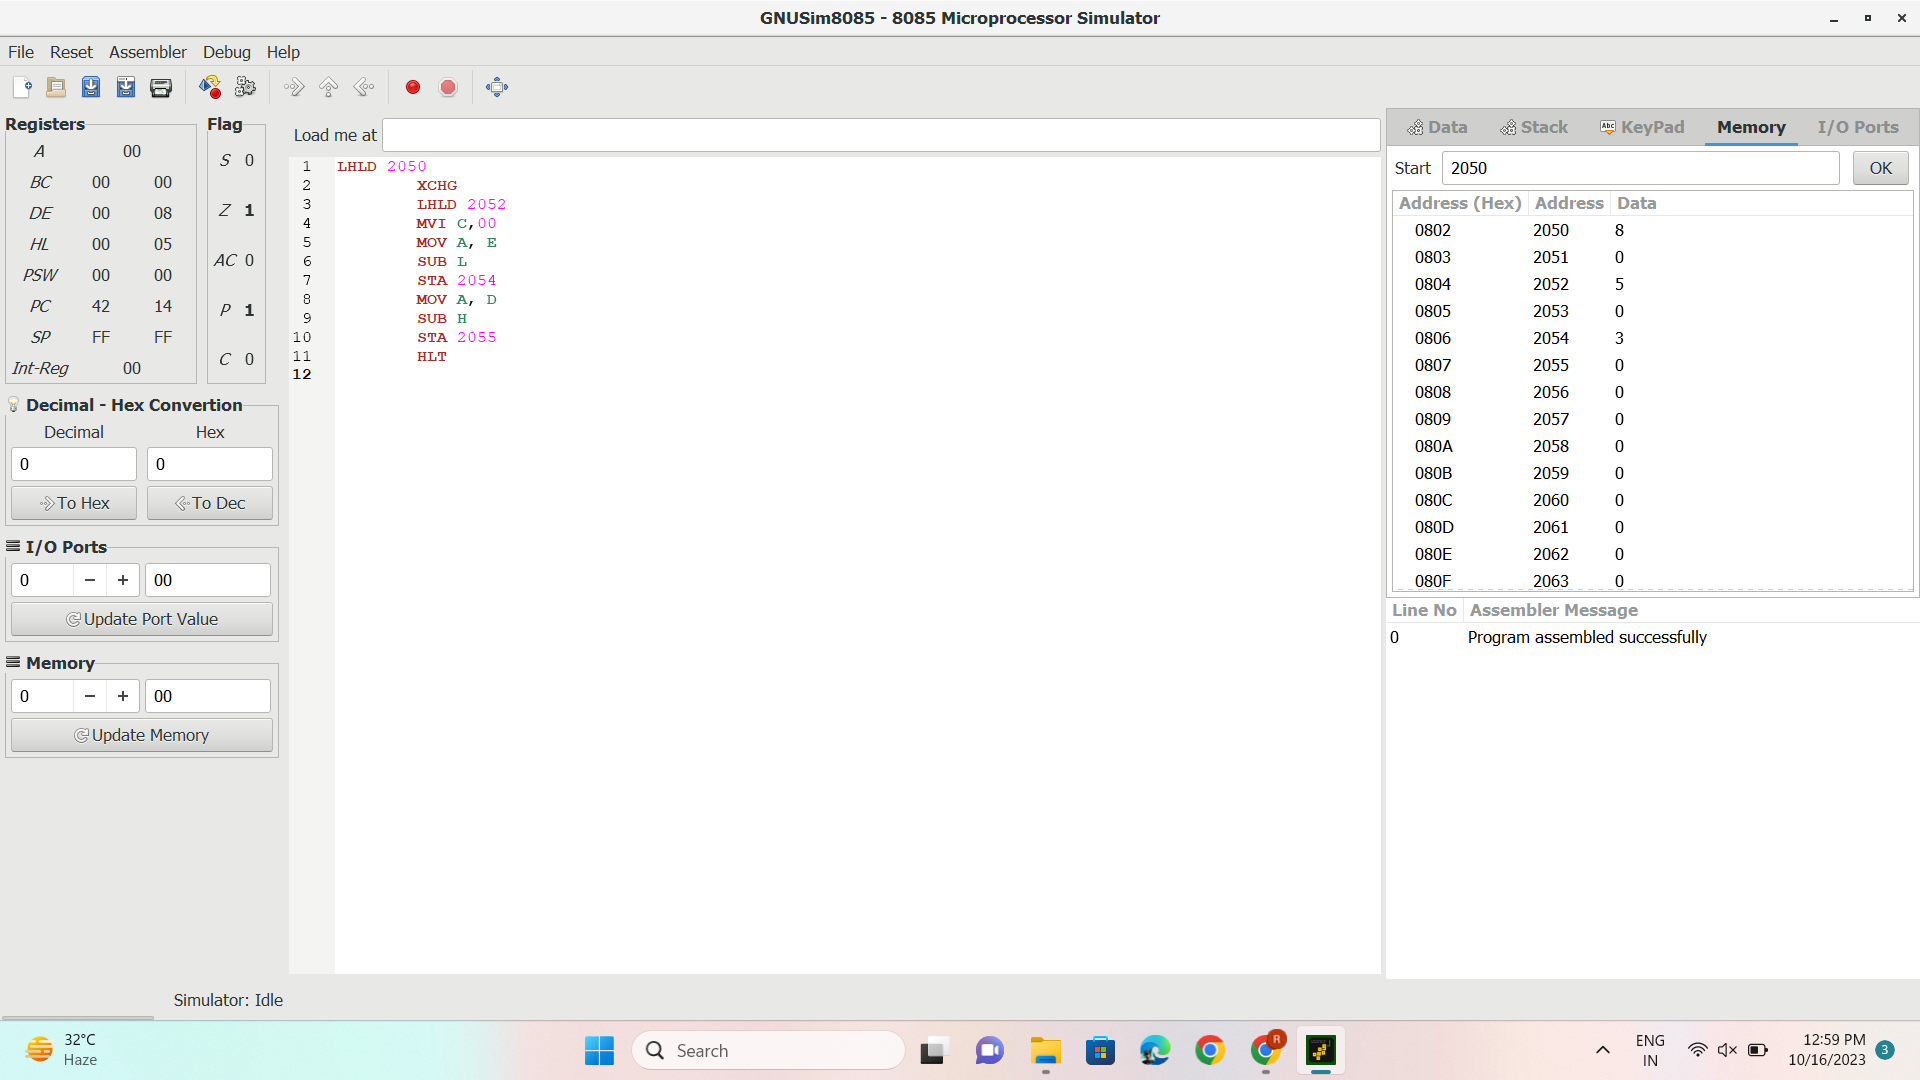 GNUSim8085 - 8085 Microprocessor Simulator
File Reset Assembler Debug Help
Registers
A 00
BC 00 00
DE 00 08
HL 00 05
PSW 00 00
PC 42 14
SP FF FF
Int-Reg 00
Flag
S 0
Z 1
AC 0
P 1
C 0
Decimal - Hex Convertion
Decimal Hex
0 0
To Hex To Dec
I/O Ports
0 − + 00
Update Port Value
Memory
0 − + 00
Update Memory
Load me at
1 LHLD 2050
2 XCHG
3 LHLD 2052
4 MVI C,00
5 MOV A, E
6 SUB L
7 STA 2054
8 MOV A, D
9 SUB H
10 STA 2055
11 HLT
12
Data Stack Abc KeyPad Memory I/O Ports
Start 2050 OK
Address (Hex) Address Data
0802 2050 8
0803 2051 0
0804 2052 5
0805 2053 0
0806 2054 3
0807 2055 0
0808 2056 0
0809 2057 0
080A 2058 0
080B 2059 0
080C 2060 0
080D 2061 0
080E 2062 0
080F 2063 0
Line No Assembler Message
0 Program assembled successfully
Simulator: Idle
32°C
Haze
Search
R
ENG
IN
12:59 PM
10/16/2023
3